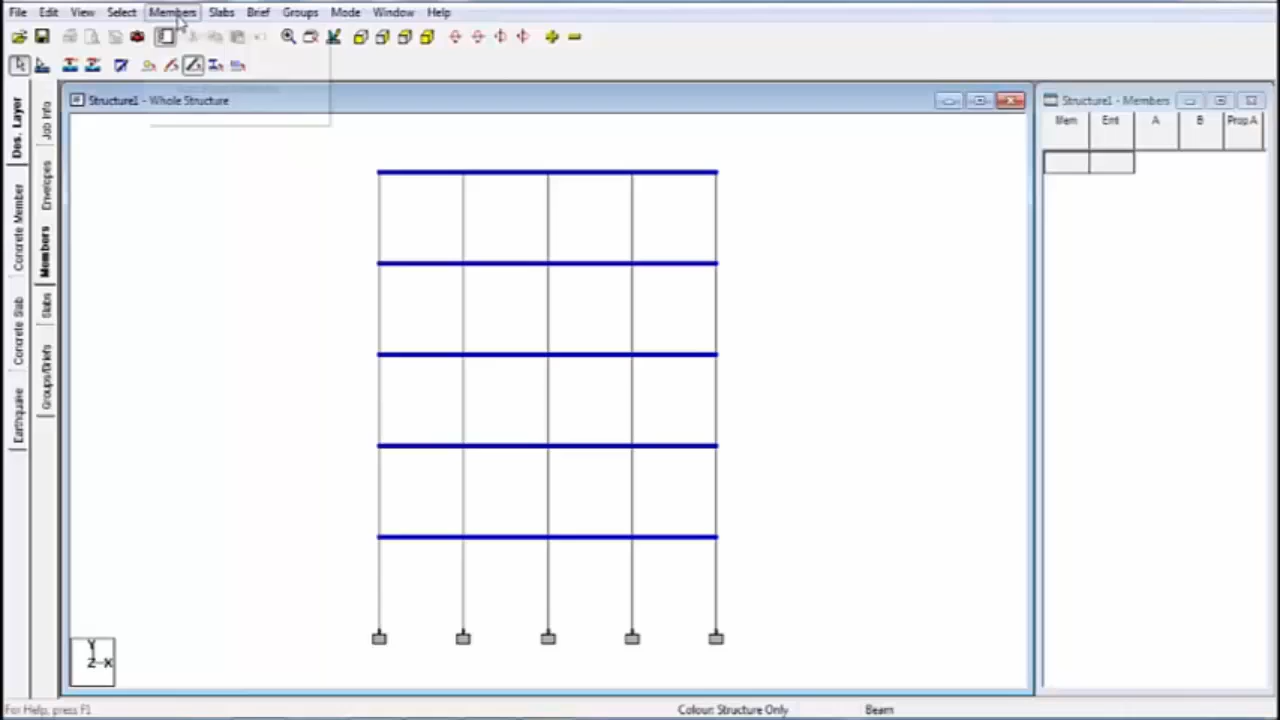 File Edit View Select Members Slabs Brief Groups Mode Window Help
Structure1 - Whole Structure
Structure1 - Members
Mem Ent A B Prop A
Des. Layer
Concrete Member
Concrete Slab
Earthquake
Job Info
Envelopes
Members
Slabs
Groups/Briefs
Y
Z-X
For Help, press F1
Colour: Structure Only
Beam